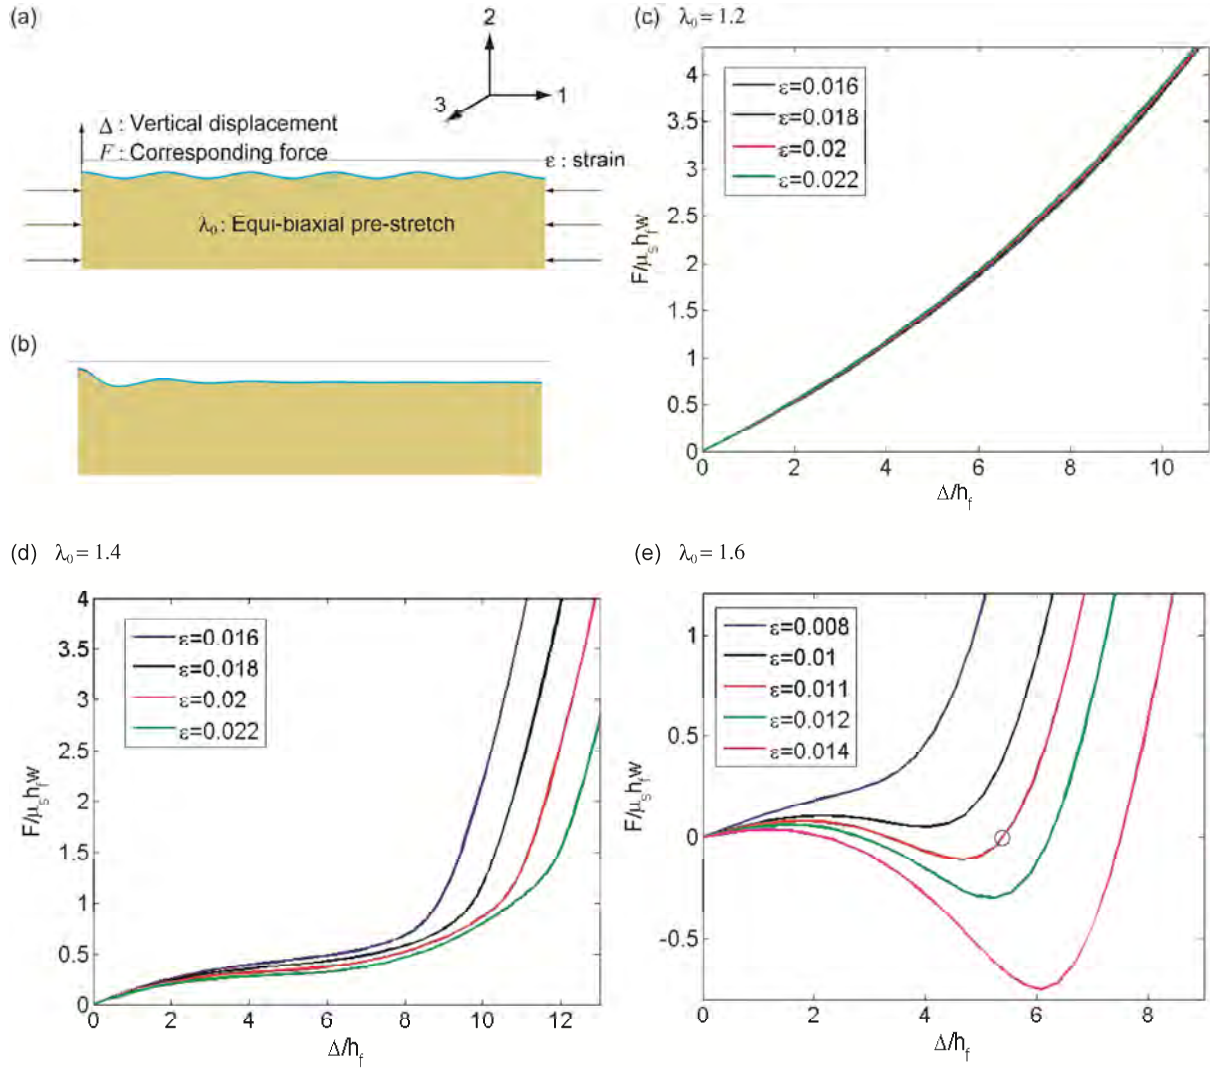 (a)
2
3
1
Δ : Vertical displacement
F : Corresponding force
ε : strain
λ₀ : Equi-biaxial pre-stretch
(b)
(c) λ₀ = 1.2
4
3.5
3
2.5
2
1.5
1
0.5
0
ε=0.016
ε=0.018
ε=0.02
ε=0.022
F/μₛh_fw
0 2 4 6 8 10
Δ/h_f
(d) λ₀ = 1.4
4
3.5
3
2.5
2
1.5
1
0.5
0
ε=0.016
ε=0.018
ε=0.02
ε=0.022
F/μₛh_fw
0 2 4 6 8 10 12
Δ/h_f
(e) λ₀ = 1.6
1
0.5
0
-0.5
ε=0.008
ε=0.01
ε=0.011
ε=0.012
ε=0.014
F/μₛh_fw
0 2 4 6 8
Δ/h_f